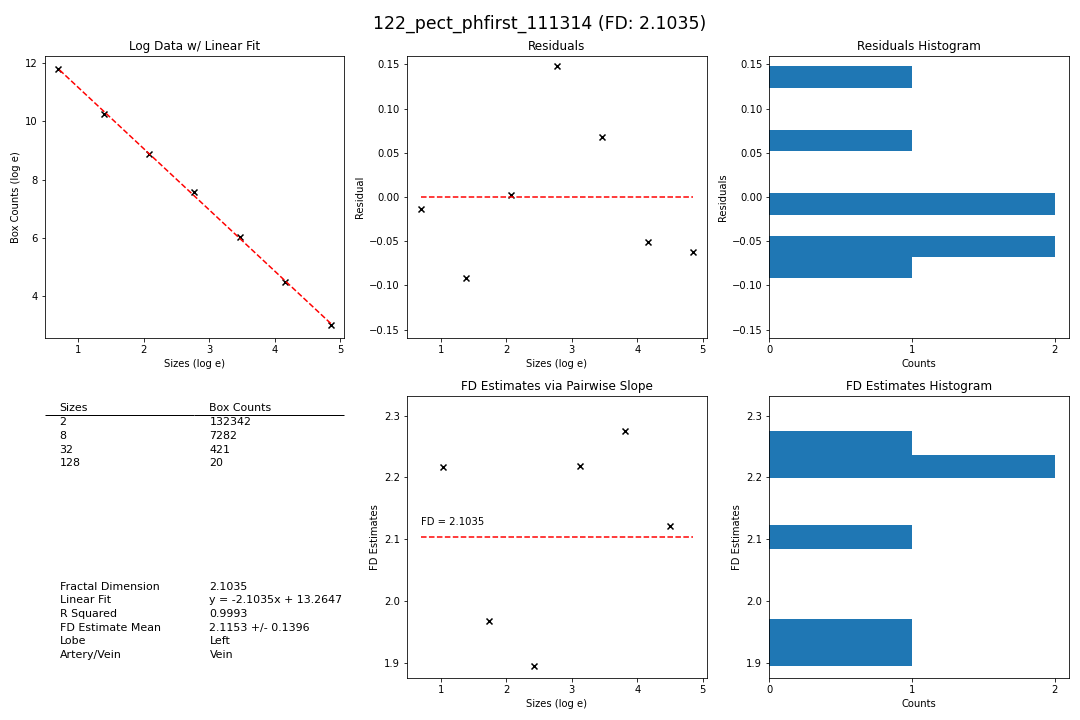 122_pect_phfirst_111314 (FD: 2.1035)
Log Data w/ Linear Fit
12
10
8
6
4
Box Counts (log e)
1 2 3 4 5
Sizes (log e)
Residuals
0.15
0.10
0.05
0.00
−0.05
−0.10
−0.15
Residual
1 2 3 4 5
Sizes (log e)
Residuals Histogram
0.15
0.10
0.05
0.00
−0.05
−0.10
−0.15
Residuals
0 1 2
Counts
Sizes Box Counts
2 132342
8 7282
32 421
128 20
Fractal Dimension 2.1035
Linear Fit y = -2.1035x + 13.2647
R Squared 0.9993
FD Estimate Mean 2.1153 +/- 0.1396
Lobe Left
Artery/Vein Vein
FD Estimates via Pairwise Slope
2.3
2.2
2.1
2.0
1.9
FD Estimates
FD = 2.1035
1 2 3 4 5
Sizes (log e)
FD Estimates Histogram
2.3
2.2
2.1
2.0
1.9
FD Estimates
0 1 2
Counts